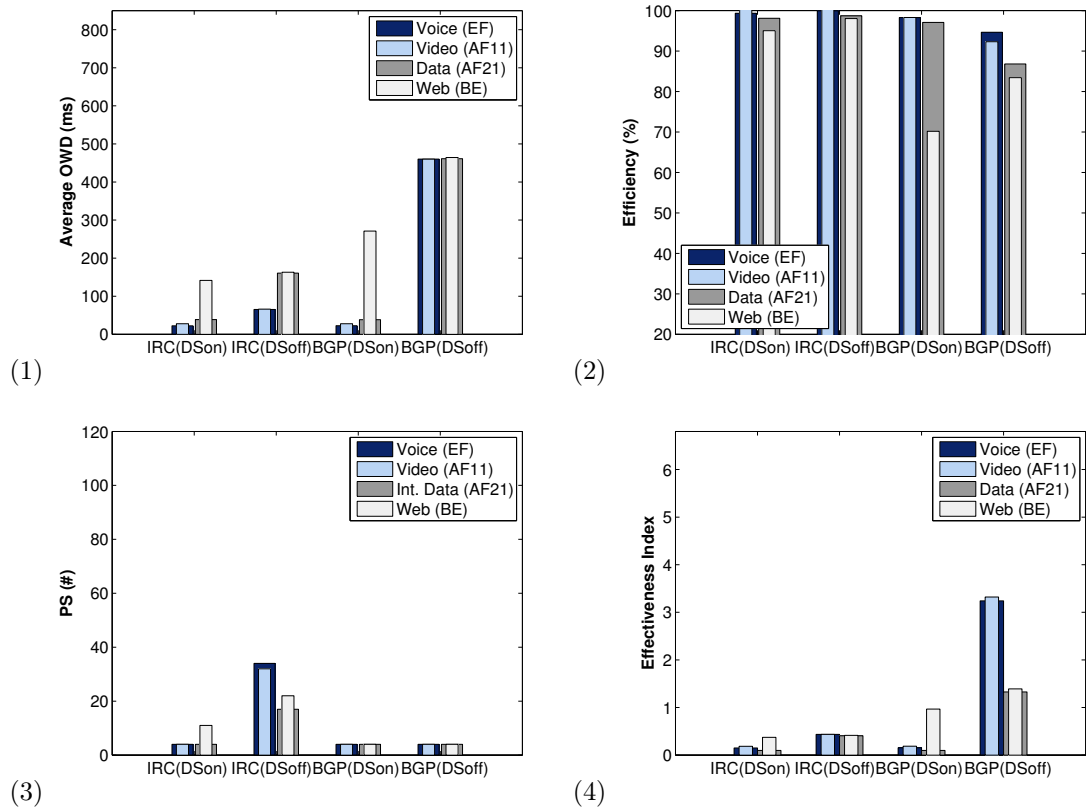 800
700
600
500
400
300
200
100
0
Average OWD (ms)
Voice (EF)
Video (AF11)
Data (AF21)
Web (BE)
IRC(DSon) IRC(DSoff) BGP(DSon) BGP(DSoff)
(1)
100
90
80
70
60
50
40
30
20
Efficiency (%)
Voice (EF)
Video (AF11)
Data (AF21)
Web (BE)
IRC(DSon) IRC(DSoff) BGP(DSon) BGP(DSoff)
(2)
120
100
80
60
40
20
0
PS (#)
Voice (EF)
Video (AF11)
Int. Data (AF21)
Web (BE)
IRC(DSon) IRC(DSoff) BGP(DSon) BGP(DSoff)
(3)
6
5
4
3
2
1
0
Effectiveness Index
Voice (EF)
Video (AF11)
Data (AF21)
Web (BE)
IRC(DSon) IRC(DSoff) BGP(DSon) BGP(DSoff)
(4)